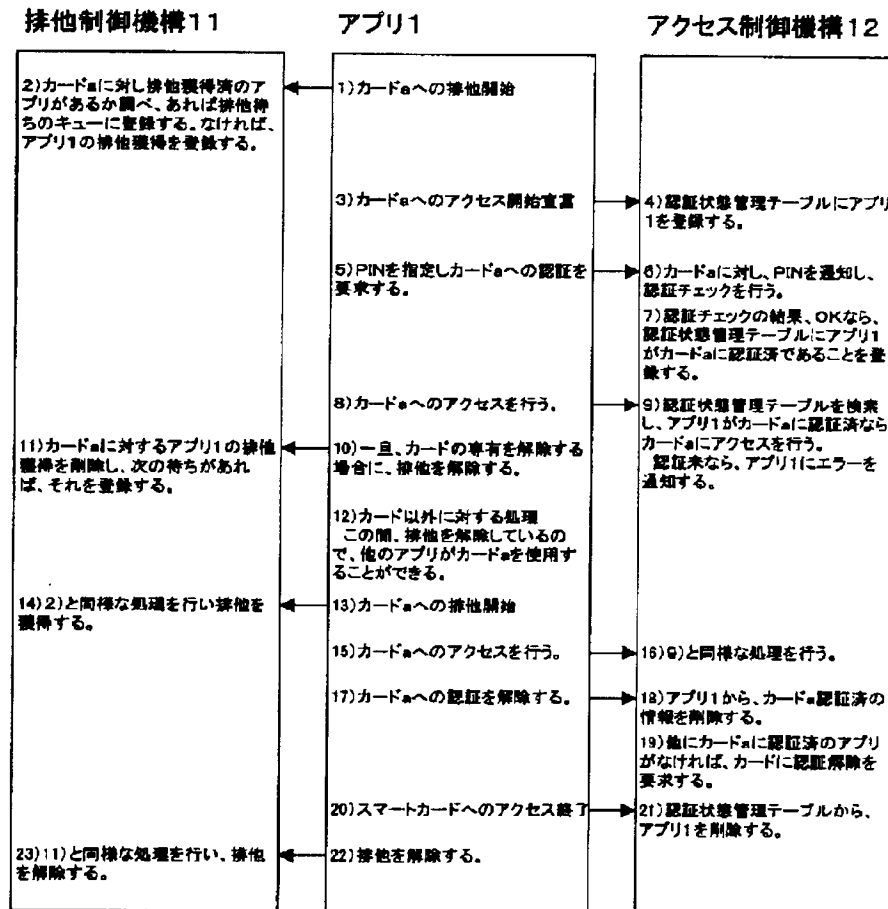 排他制御機構11
アプリ1
アクセス制御機構12
2)カードaに対し排他獲得済のア
プリがあるか調べ、あれば排他待
ちのキューに登録する。なければ、
アプリ1の排他獲得を登録する。
1)カードaへの排他開始
3)カードaへのアクセス開始宣言
4)認証状態管理テーブルにアプリ
1を登録する。
5)PINを指定しカードaへの認証を
要求する。
6)カードaに対し、PINを通知し、
認証チェックを行う。
7)認証チェックの結果、OKなら、
認証状態管理テーブルにアプリ1
がカードaに認証済であることを登
録する。
8)カードaへのアクセスを行う。
9)認証状態管理テーブルを検索
し、アプリ1がカードaに認証済なら
カードaにアクセスを行う。
認証未なら、アプリ1にエラーを
通知する。
11)カードaに対するアプリ1の排他
獲得を削除し、次の待ちがあれ
ば、それを登録する。
10)一旦、カードの専有を解除する
場合に、排他を解除する。
12)カード以外に対する処理
この間、排他を解除しているの
で、他のアプリがカードaを使用す
ることができる。
14)2)と同様な処理を行い排他を
獲得する。
13)カードaへの排他開始
15)カードaへのアクセスを行う。
16)9)と同様な処理を行う。
17)カードaへの認証を解除する。
18)アプリ1から、カードa認証済の
情報を削除する。
19)他にカードaに認証済のアプリ
がなければ、カードに認証解除を
要求する。
20)スマートカードへのアクセス終了
21)認証状態管理テーブルから、
アプリ1を削除する。
23)11)と同様な処理を行い、排他
を解除する。
22)排他を解除する。